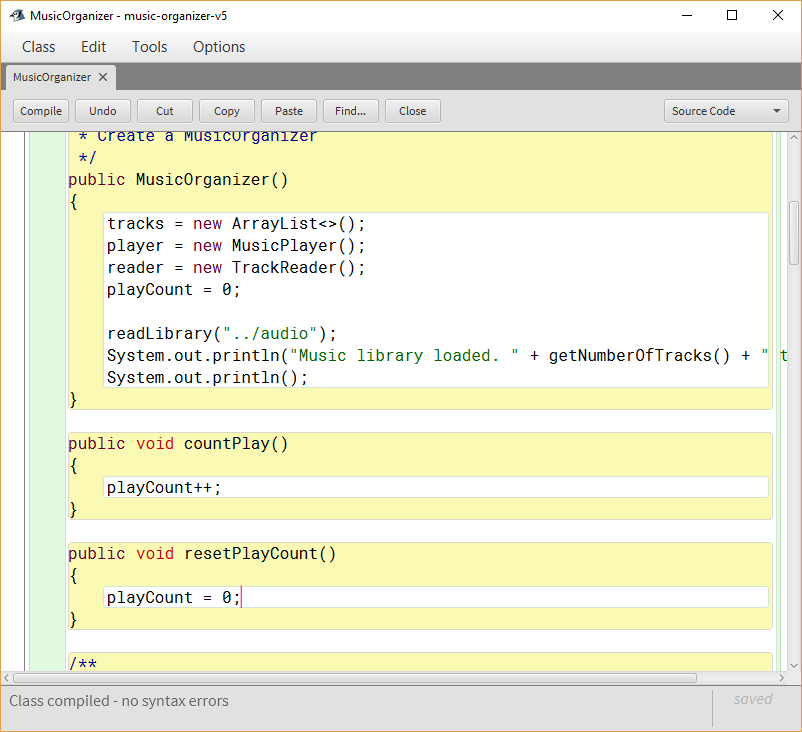 MusicOrganizer - music-organizer-v5
Class Edit Tools Options
MusicOrganizer
Compile Undo Cut Copy Paste Find... Close Source Code
* Create a MusicOrganizer
*/
public MusicOrganizer()
{
tracks = new ArrayList<>();
player = new MusicPlayer();
reader = new TrackReader();
playCount = 0;
readLibrary("../audio");
System.out.println("Music library loaded. " + getNumberOfTracks() + " t
System.out.println();
}
public void countPlay()
{
playCount++;
}
public void resetPlayCount()
{
playCount = 0;
}
/**
Class compiled - no syntax errors
saved